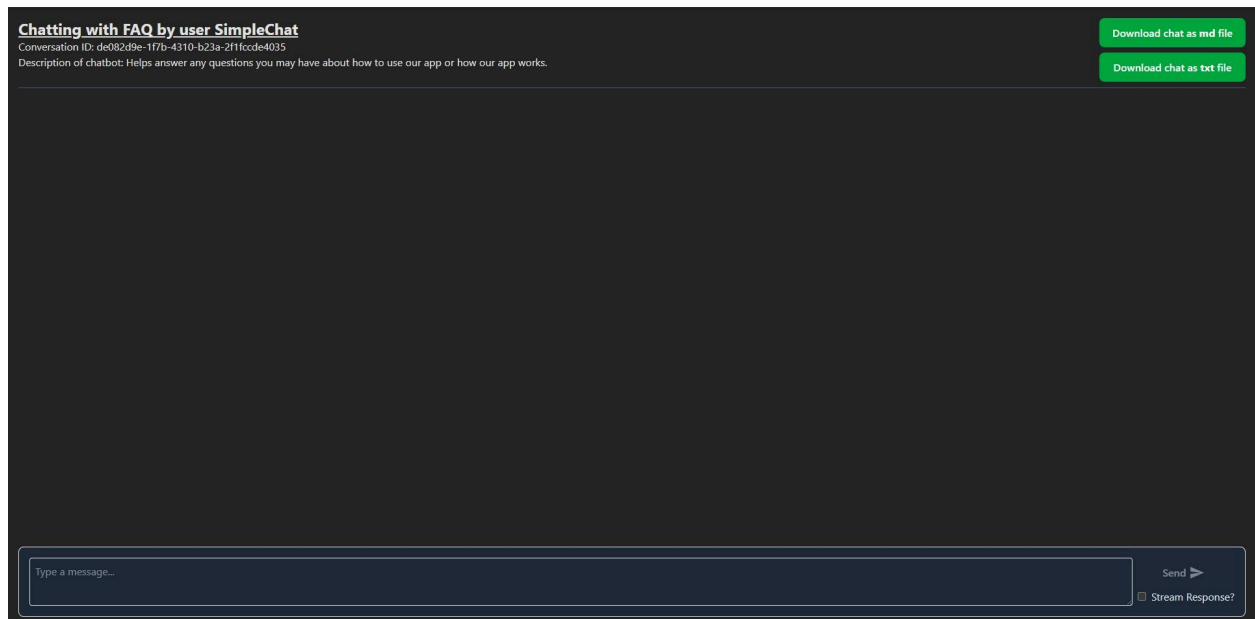 Chatting with FAQ by user SimpleChat
Conversation ID: de082d9e-1f7b-4310-b23a-2f1fccde4035
Description of chatbot: Helps answer any questions you may have about how to use our app or how our app works.
Download chat as md file
Download chat as txt file
Type a message...
Send
Stream Response?